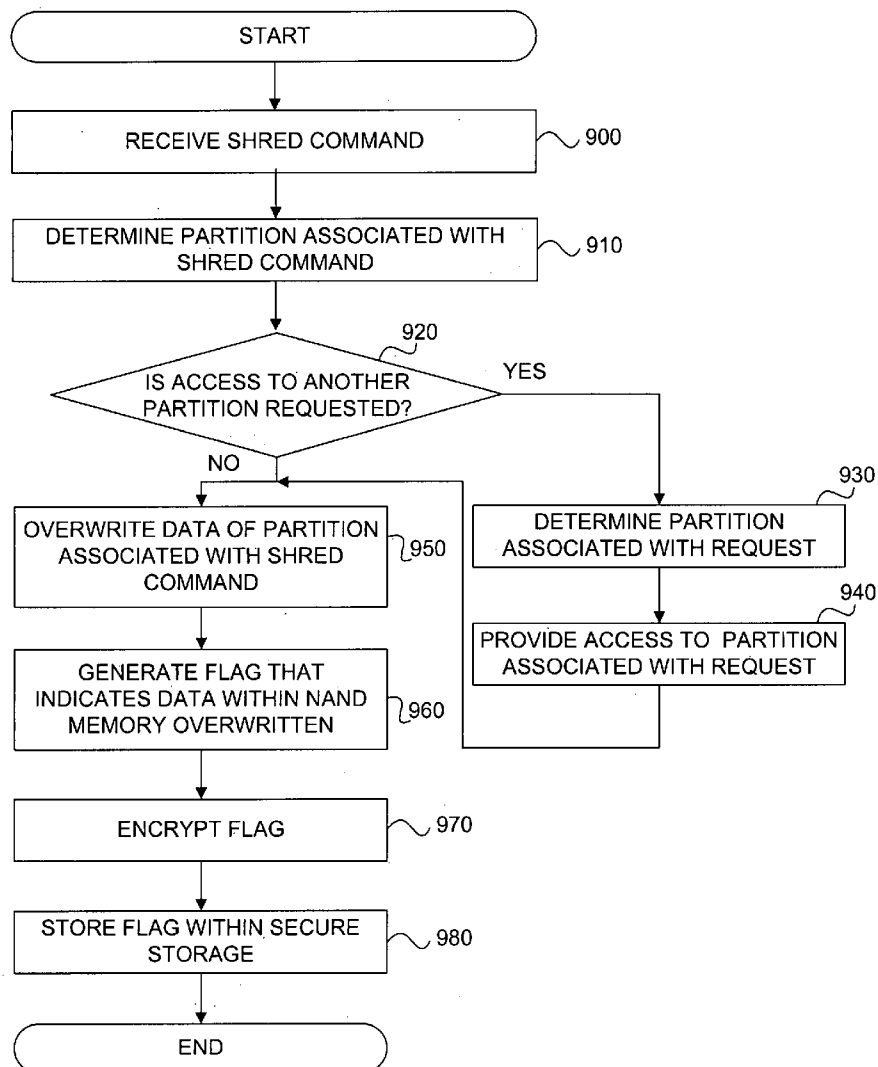 START
RECEIVE SHRED COMMAND
900
DETERMINE PARTITION ASSOCIATED WITH
SHRED COMMAND
910
920
IS ACCESS TO ANOTHER
PARTITION REQUESTED?
YES
NO
930
DETERMINE PARTITION
ASSOCIATED WITH REQUEST
940
PROVIDE ACCESS TO PARTITION
ASSOCIATED WITH REQUEST
OVERWRITE DATA OF PARTITION
ASSOCIATED WITH SHRED
COMMAND
950
GENERATE FLAG THAT
INDICATES DATA WITHIN NAND
MEMORY OVERWRITTEN
960
ENCRYPT FLAG
970
STORE FLAG WITHIN SECURE
STORAGE
980
END